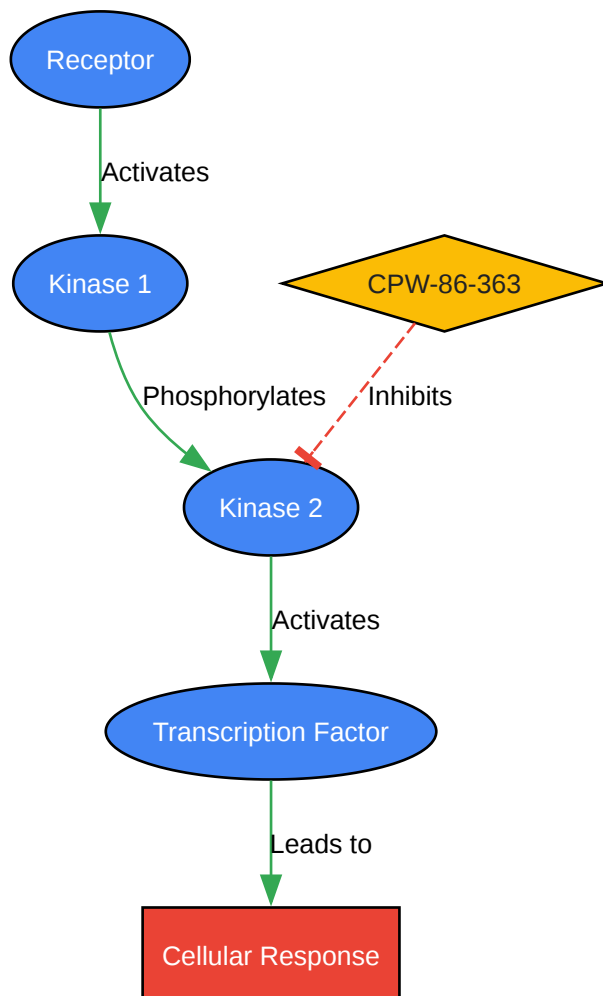 Receptor
Activates
Kinase 1
CPW-86-363
Phosphorylates
Inhibits
Kinase 2
Activates
Transcription Factor
Leads to
Cellular Response